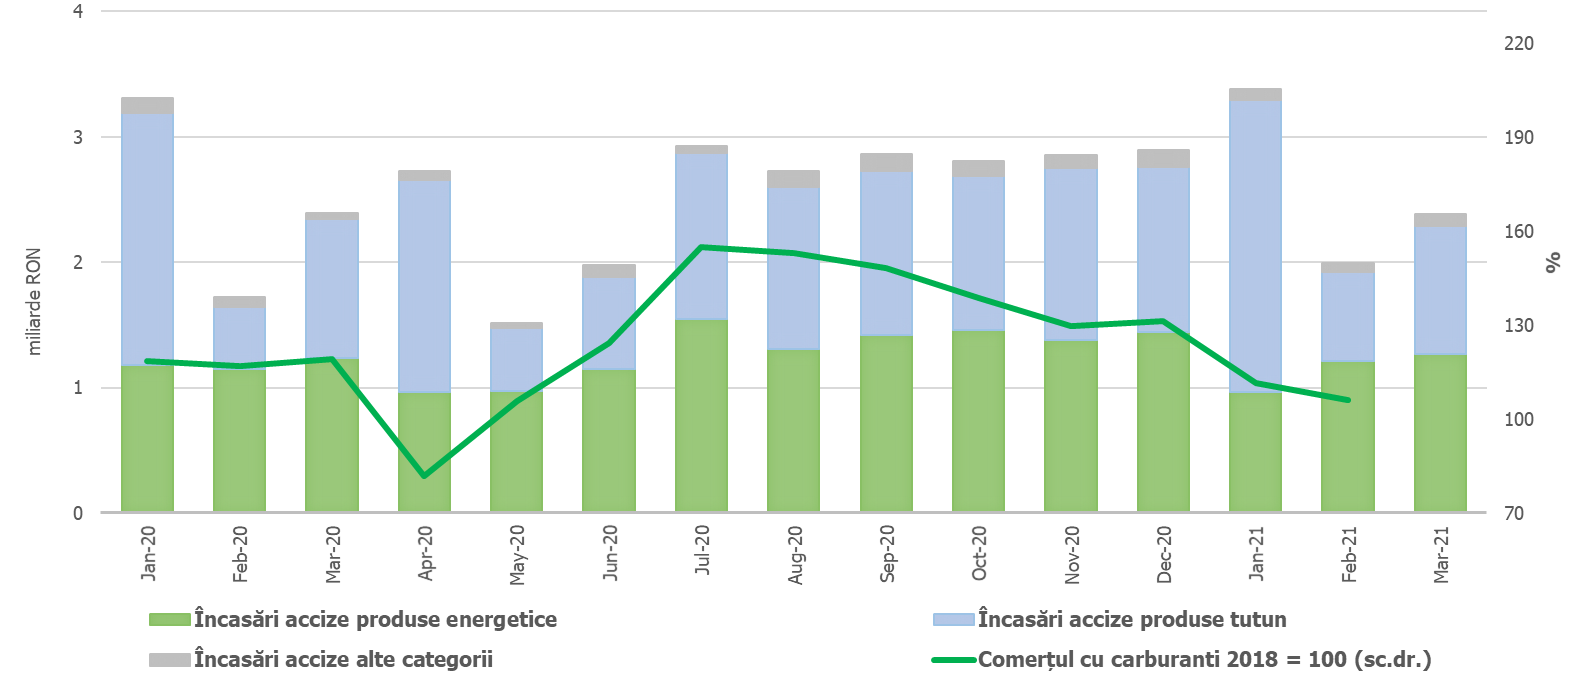 4
3
2
1
0
miliarde RON
220
190
160
130
100
70
%
Jan-20
Feb-20
Mar-20
Apr-20
May-20
Jun-20
Jul-20
Aug-20
Sep-20
Oct-20
Nov-20
Dec-20
Jan-21
Feb-21
Mar-21
Încasări accize produse energetice
Încasări accize produse tutun
Încasări accize alte categorii
Comerțul cu carburanti 2018 = 100 (sc.dr.)